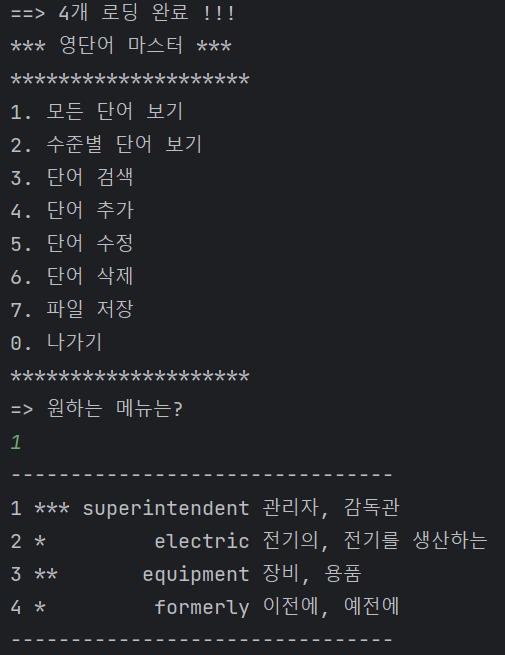 ==> 4개 로딩 완료 !!!
*** 영단어 마스터 ***
********************
1. 모든 단어 보기
2. 수준별 단어 보기
3. 단어 검색
4. 단어 추가
5. 단어 수정
6. 단어 삭제
7. 파일 저장
0. 나가기
********************
=> 원하는 메뉴는?
1
--------------------------------
1 *** superintendent 관리자, 감독관
2 *         electric 전기의, 전기를 생산하는
3 **       equipment 장비, 용품
4 *         formerly 이전에, 예전에
--------------------------------